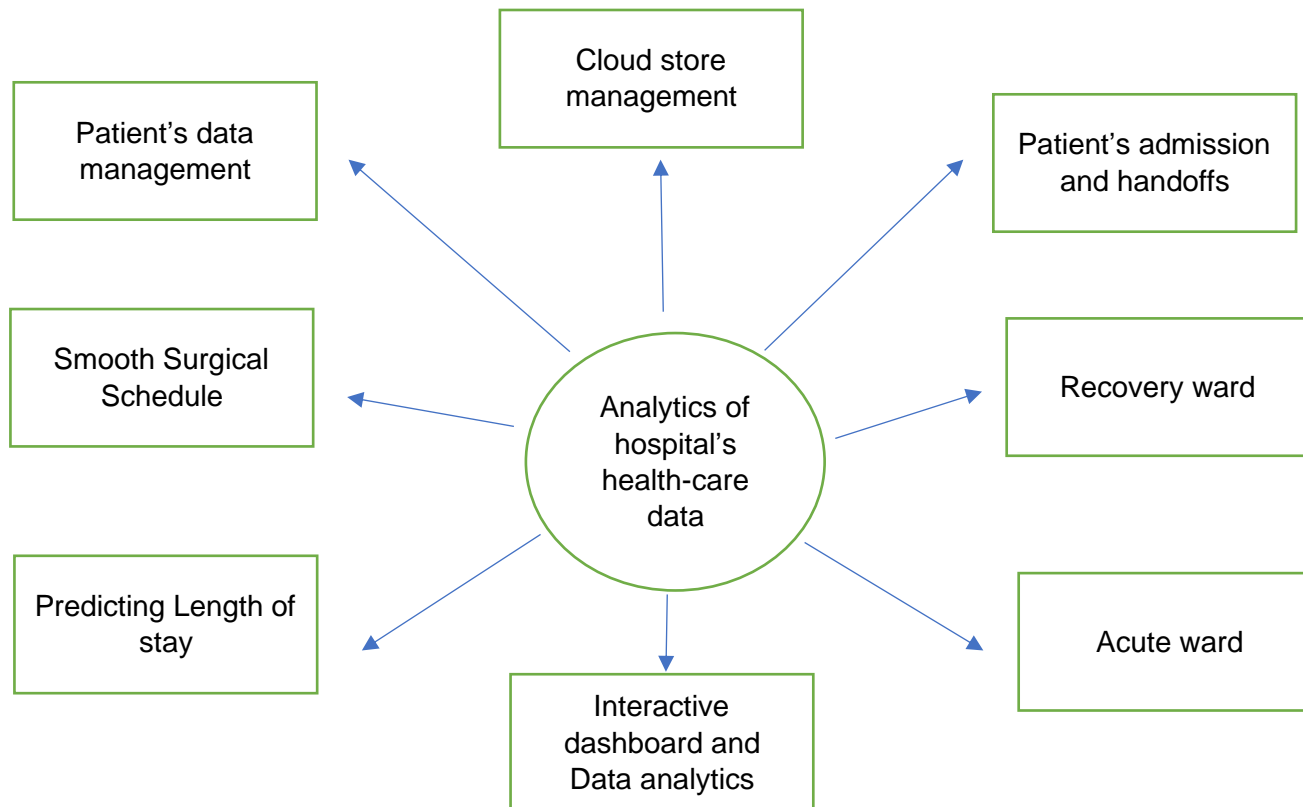 Cloud store
management
Patient’s data
management
Patient’s admission
and handoffs
Smooth Surgical
Schedule
Recovery ward
Analytics of
hospital’s
health-care
data
Predicting Length of
stay
Acute ward
Interactive
dashboard and
Data analytics